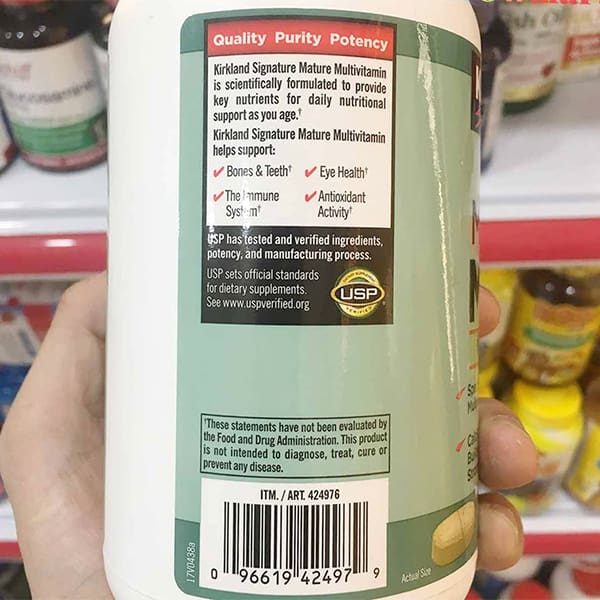 Quality Purity Potency
Kirkland Signature Mature Multivitamin
is scientifically formulated to provide
key nutrients for daily nutritional
support as you age.†
Kirkland Signature Mature Multivitamin
helps support:
✓ Bones & Teeth† ✓ Eye Health†
✓ The Immune ✓ Antioxidant
System† Activity†
USP has tested and verified ingredients,
potency, and manufacturing process.
USP sets official standards
for dietary supplements.
See www.uspverified.org
USP
VERIFIED
†These statements have not been evaluated by
the Food and Drug Administration. This product
is not intended to diagnose, treat, cure or
prevent any disease.
ITM. / ART. 424976
0 96619 42497 9
17V0438a
Actual Size